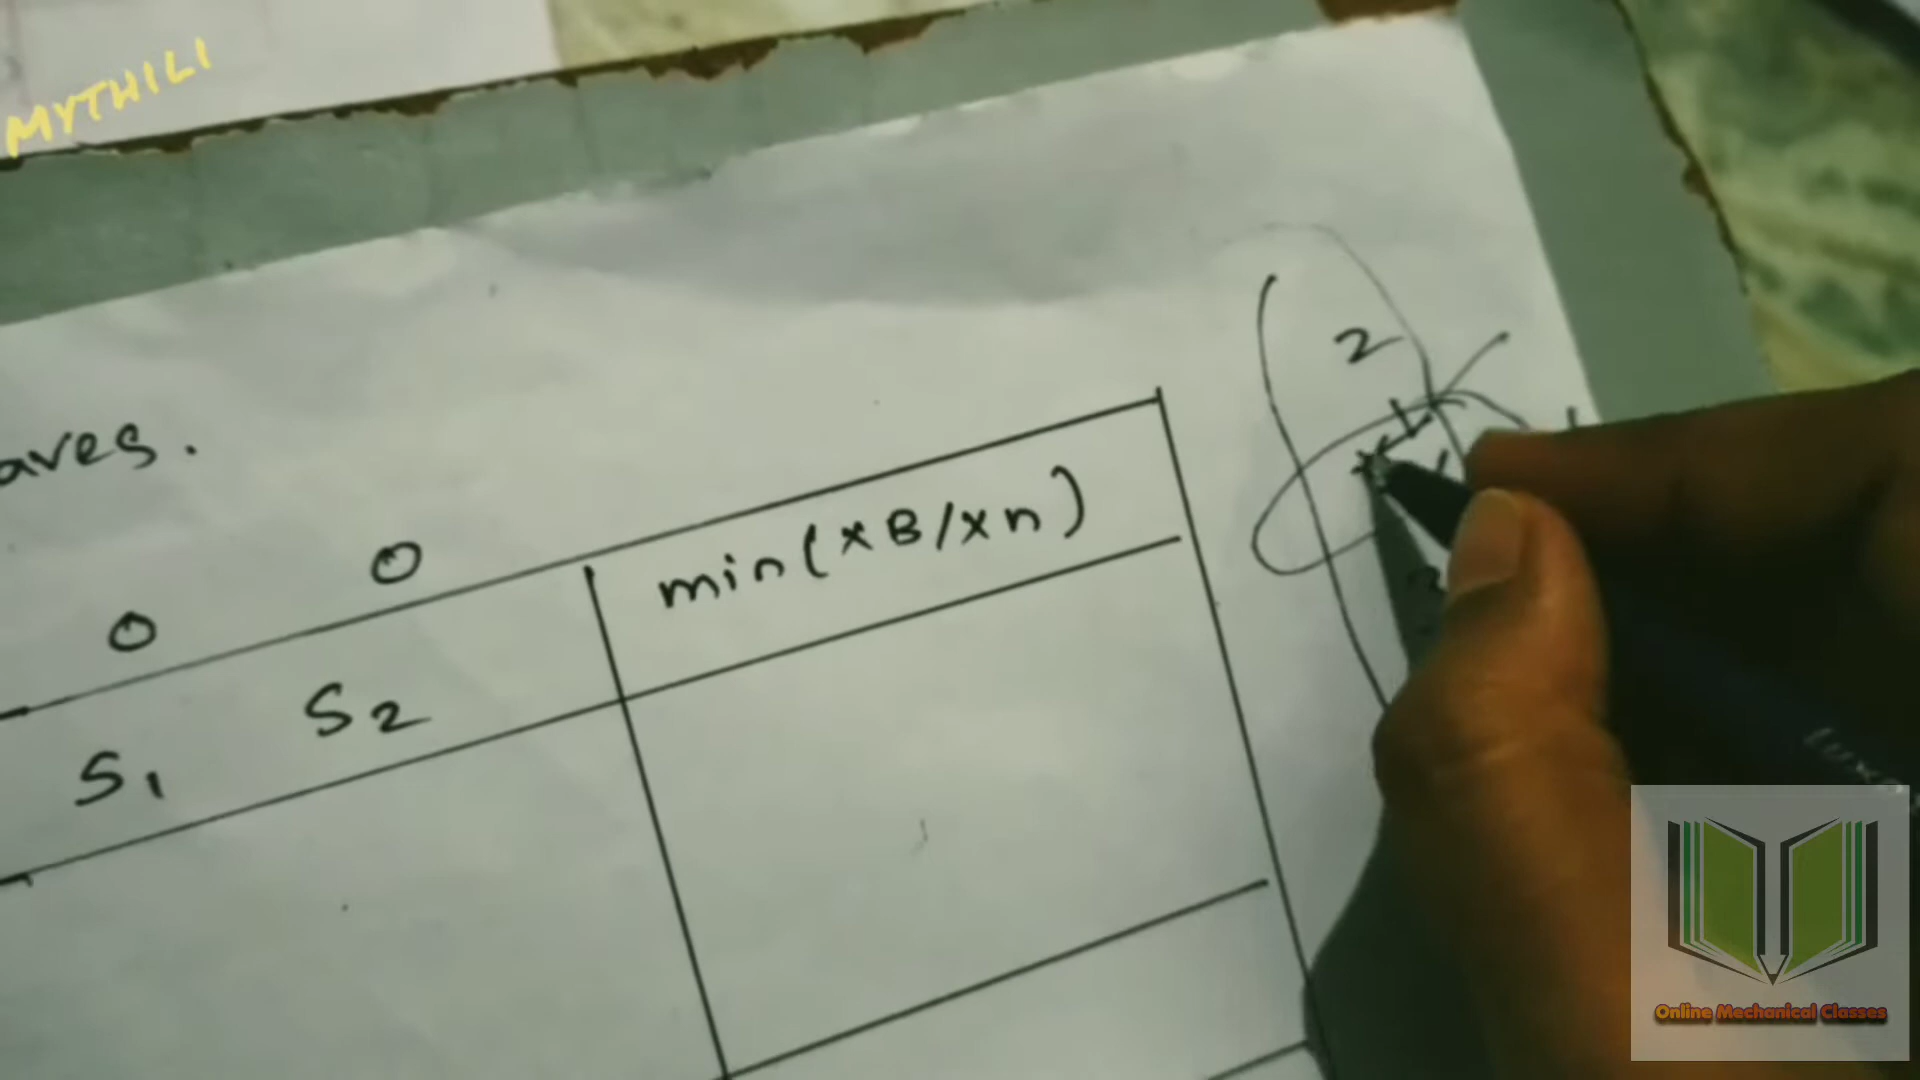 MYTHILI
aves.
0 0
S1 S2 min(XB/Xn)
2
Online Mechanical Classes